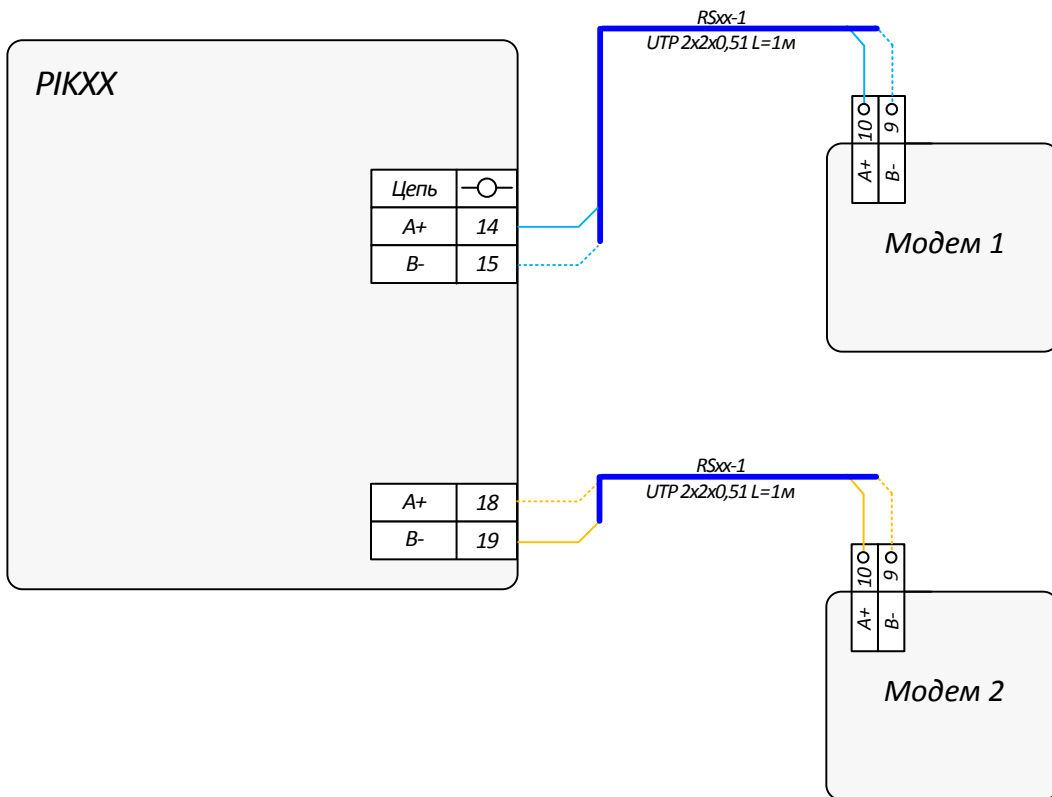 RSxx-1
UTP 2x2x0,51 L=1м
PIKXX
Цепь
A+ 14
B- 15
10 9
A+ B-
Модем 1
RSxx-1
UTP 2x2x0,51 L=1м
A+ 18
B- 19
10 9
A+ B-
Модем 2